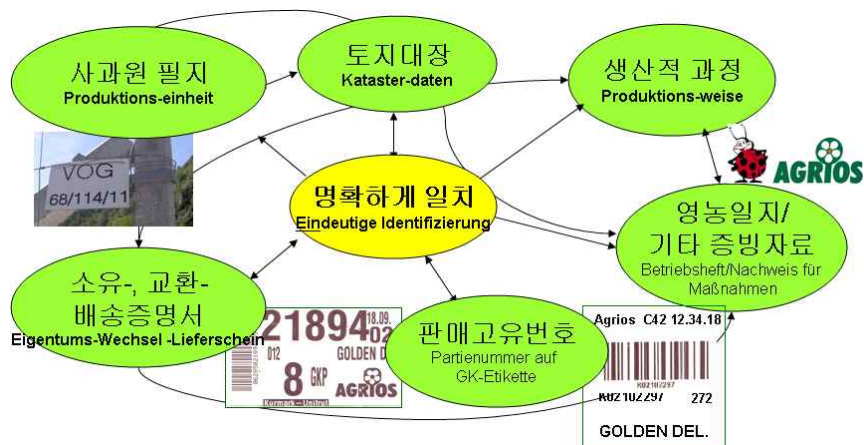 사과원 필지
Produktions-einheit
토지대장
Kataster-daten
생산적 과정
Produktions-weise
VOG
68/114/11
명확하게 일치
Eindeutige Identifizierung
AGRIOS
영농일지/
기타 증빙자료
Betriebsheft/Nachweis für
Maßnahmen
소유-, 교환-
배송증명서
Eigentums-Wechsel -Lieferschein
21894
18.09.
02
012
GOLDEN D
8 GKP
AGRIOS
Kurmark – Unitrol
판매고유번호
Partienummer auf
GK-Etikette
Agrios C42 12.34.18
K02102297
K02102297 272
GOLDEN DEL.